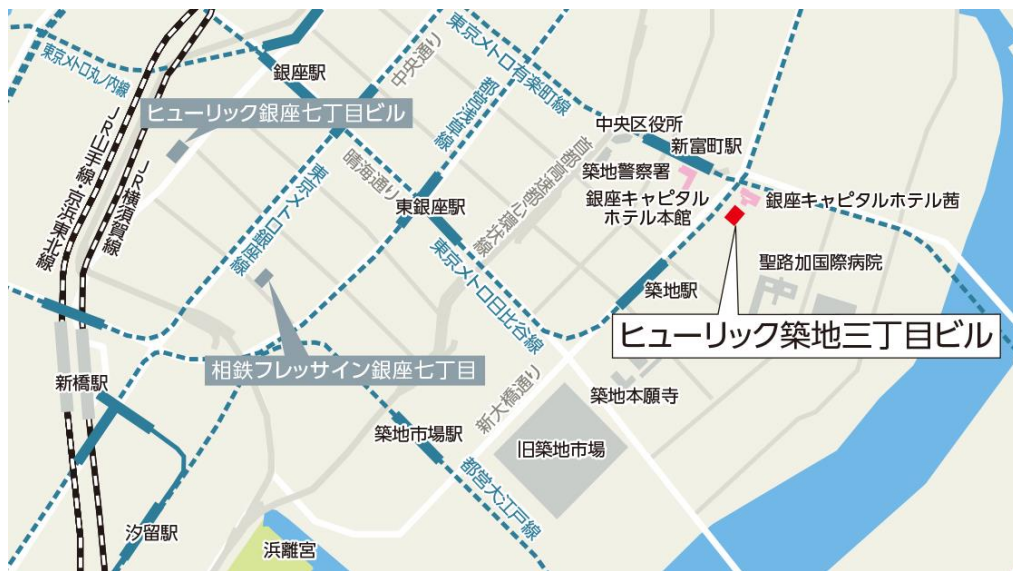 東京メトロ丸ノ内線
銀座駅
中央通り
東京メトロ有楽町線
都営浅草線
ヒューリック銀座七丁目ビル
中央区役所
新富町駅
JR山手線・京浜東北線
JR横須賀線
晴海通り
首都高速都心環状線
築地警察署
銀座キャピタル
ホテル本館
銀座キャピタルホテル茜
東京メトロ銀座線
東銀座駅
東京メトロ日比谷線
聖路加国際病院
築地駅
ヒューリック築地三丁目ビル
相鉄フレッサイン銀座七丁目
新橋駅
新大橋通り
築地本願寺
築地市場駅
旧築地市場
都営大江戸線
汐留駅
浜離宮